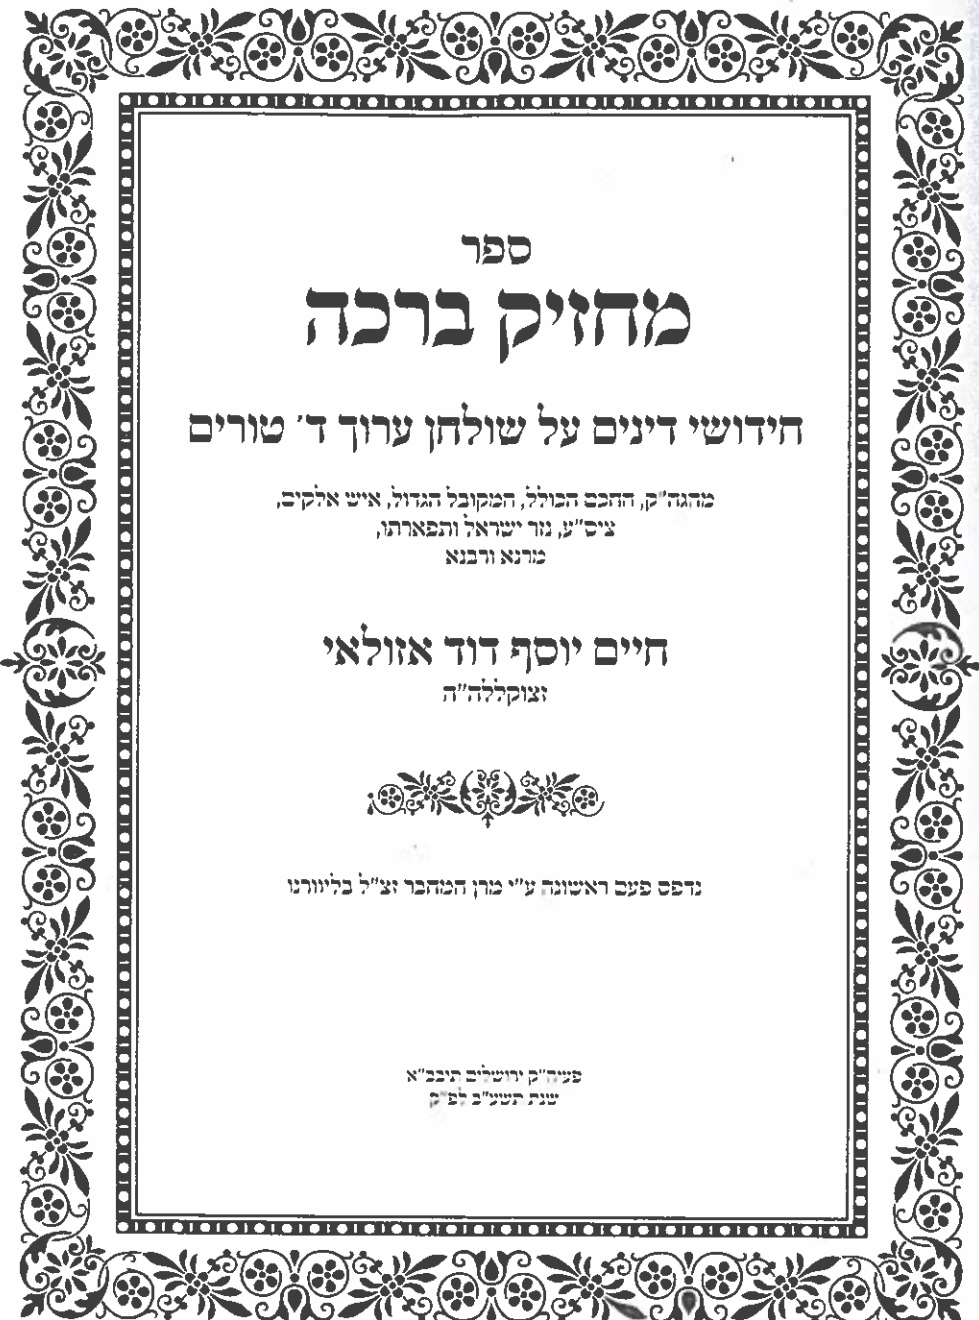 ספר
מחזיק ברכה
חידושי דינים על שולחן ערוך ד' טורים
מהגה"ק, החכם הכולל, המקובל הגדול, איש אלקים,
ציס"ע, נזר ישראל ותפארתו,
מרנא ורבנא
חיים יוסף דוד אזולאי
זצוקללה"ה
נדפס פעם ראשונה ע"י מרן המחבר זצ"ל בליוורנו
פעיה"ק ירושלים תובב"א
שנת תשע"ב לפ"ק